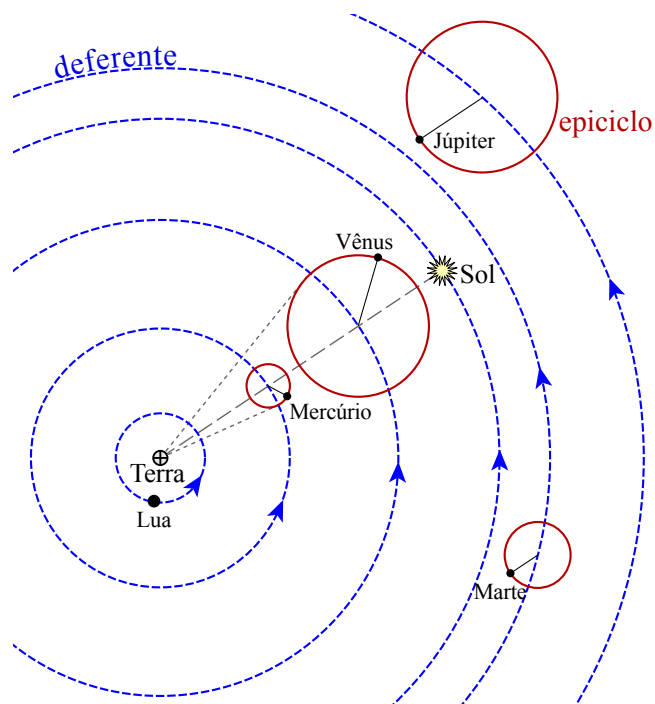 deferente
epiciclo
Júpiter
Vênus
Sol
Mercúrio
Terra
Lua
Marte